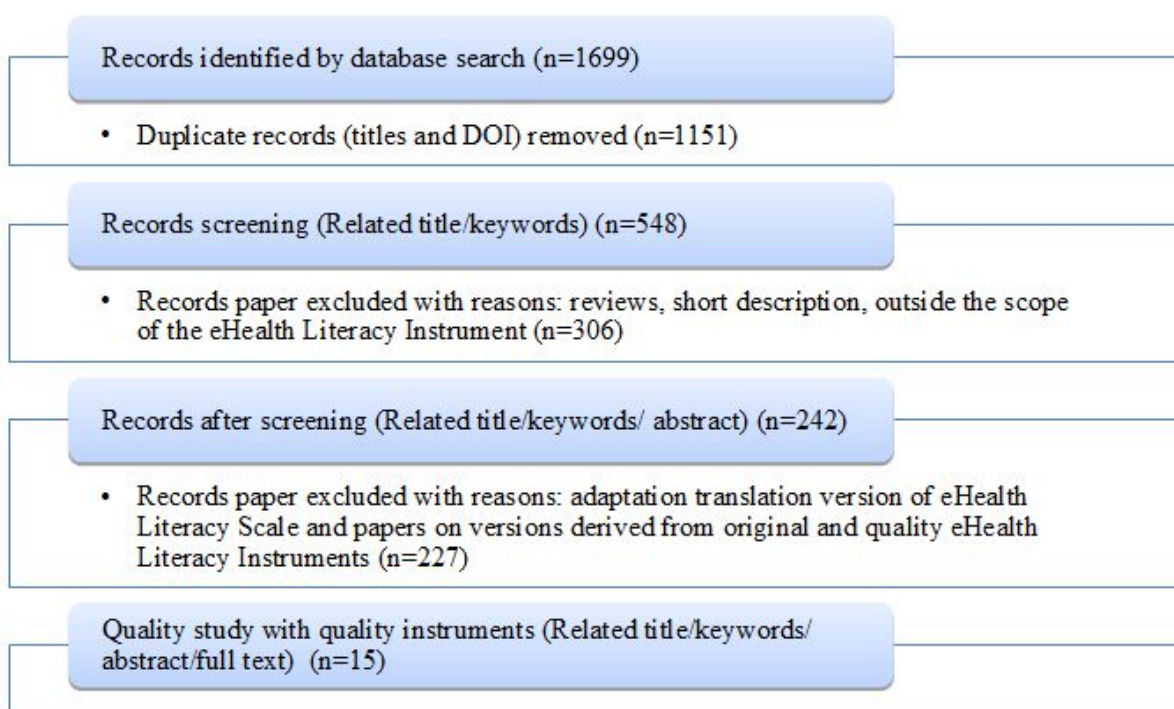 Records identified by database search (n=1699)
• Duplicate records (titles and DOI) removed (n=1151)
Records screening (Related title/keywords) (n=548)
• Records paper excluded with reasons: reviews, short description, outside the scope
of the eHealth Literacy Instrument (n=306)
Records after screening (Related title/keywords/ abstract) (n=242)
• Records paper excluded with reasons: adaptation translation version of eHealth
Literacy Scale and papers on versions derived from original and quality eHealth
Literacy Instruments (n=227)
Quality study with quality instruments (Related title/keywords/
abstract/full text) (n=15)